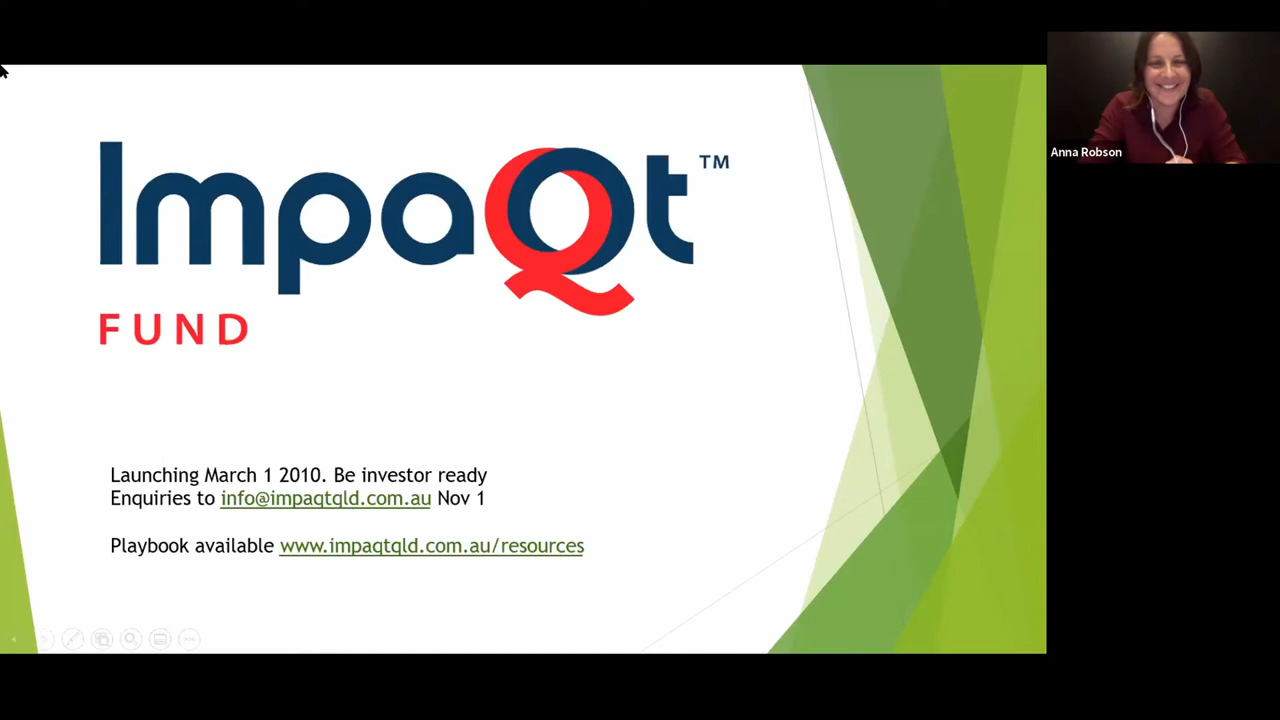 ImpaQt™
FUND
Launching March 1 2010. Be investor ready
Enquiries to info@impaqtqld.com.au Nov 1
Playbook available www.impaqtqld.com.au/resources
Anna Robson